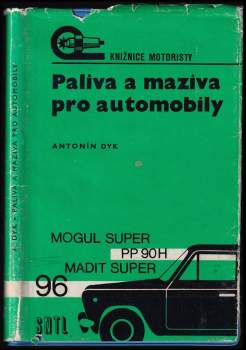 KNIŽNICE MOTORISTY
Paliva a maziva
pro automobily
ANTONÍN DYK
MOGUL SUPER
PP 90H
MADIT SUPER
96
SNTL
A. DYK - PALIVA A MAZIVA PRO AUTOMOBILY